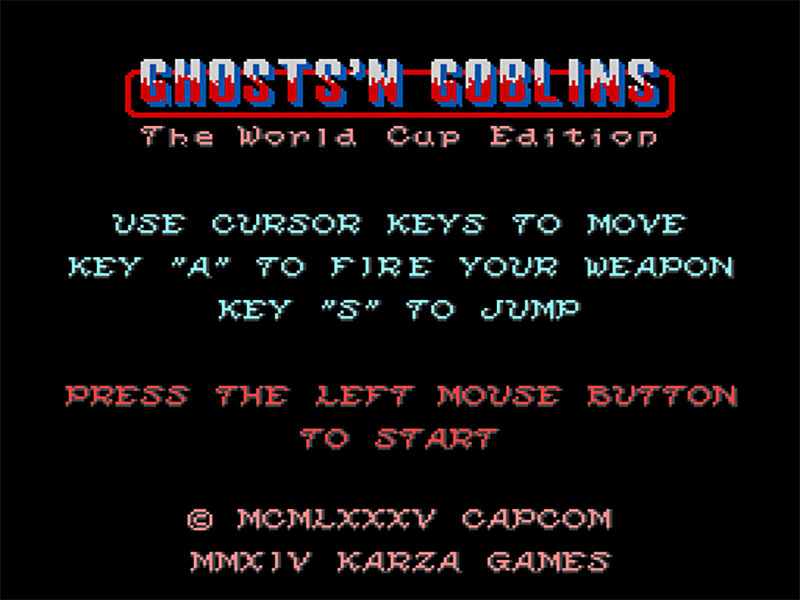 GHOSTS'N GOBLINS
The World Cup Edition
USE CURSOR KEYS TO MOVE
KEY "A" TO FIRE YOUR WEAPON
KEY "S" TO JUMP
PRESS THE LEFT MOUSE BUTTON
TO START
© MCMLXXXV CAPCOM
MMXIV KARZA GAMES